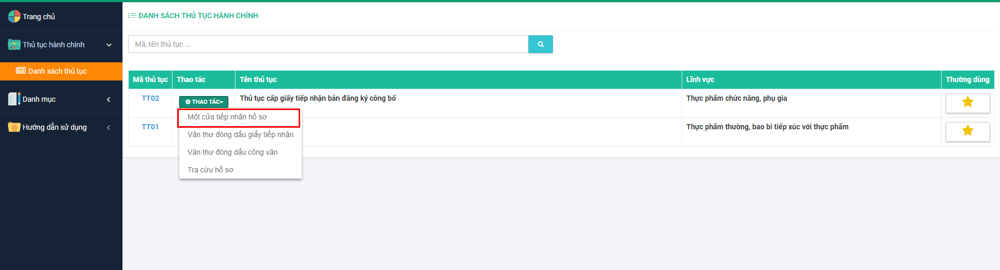 Trang chủ
Thủ tục hành chính
Danh sách thủ tục
Danh mục
Hướng dẫn sử dụng
DANH SÁCH THỦ TỤC HÀNH CHÍNH
Mã, tên thủ tục ...
Mã thủ tục Thao tác Tên thủ tục Lĩnh vực Thường dùng
TT02 THAO TÁC Thủ tục cấp giấy tiếp nhận bản đăng ký công bố Thực phẩm chức năng, phụ gia
Một cửa tiếp nhận hồ sơ
TT01 Thực phẩm thường, bao bì tiếp xúc với thực phẩm
Văn thư đóng dấu giấy tiếp nhận
Văn thư đóng dấu công văn
Tra cứu hồ sơ